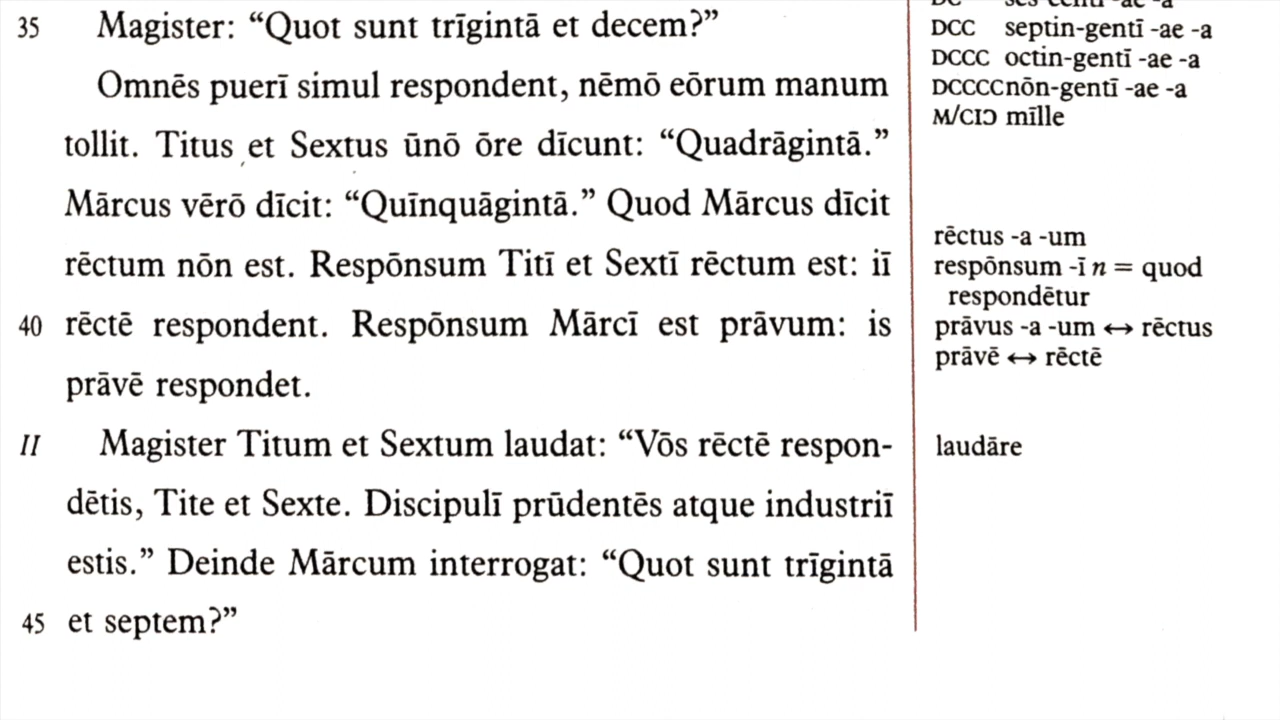 35 Magister: “Quot sunt trīgintā et decem?”
Omnēs puerī simul respondent, nēmō eōrum manum
tollit. Titus et Sextus ūnō ōre dīcunt: “Quadrāgintā.”
Mārcus vērō dīcit: “Quīnquāgintā.” Quod Mārcus dīcit
rēctum nōn est. Respōnsum Titī et Sextī rēctum est: iī
40 rēctē respondent. Respōnsum Mārcī est prāvum: is
prāvē respondet.
II Magister Titum et Sextum laudat: “Vōs rēctē respon-
dētis, Tite et Sexte. Discipulī prūdentēs atque industriī
estis.” Deinde Mārcum interrogat: “Quot sunt trīgintā
45 et septem?”
DCC septin-gentī -ae -a
DCCC octin-gentī -ae -a
DCCCC nōn-gentī -ae -a
M/CIↃ mīlle
rēctus -a -um
respōnsum -ī n = quod
respondētur
prāvus -a -um ↔ rēctus
prāvē ↔ rēctē
laudāre